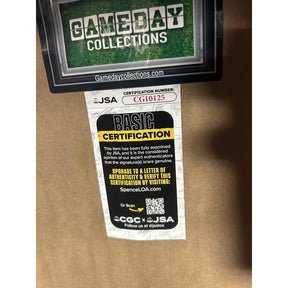 GAMEDAY
COLLECTIONS
Gamedaycollections.com
JSA
CERTIFICATION NUMBER:
CG10125
BASIC
CERTIFICATION
This item has been fully examined
by JSA, and it is the considered
opinion of our expert authenticators
that the signature(s) is/are genuine.
UPGRADE TO A LETTER OF
AUTHENTICITY & VERIFY THIS
CERTIFICATION BY VISITING:
SpenceLOA.com
Or Scan
CGC x JSA
Follow us at @jsaloa